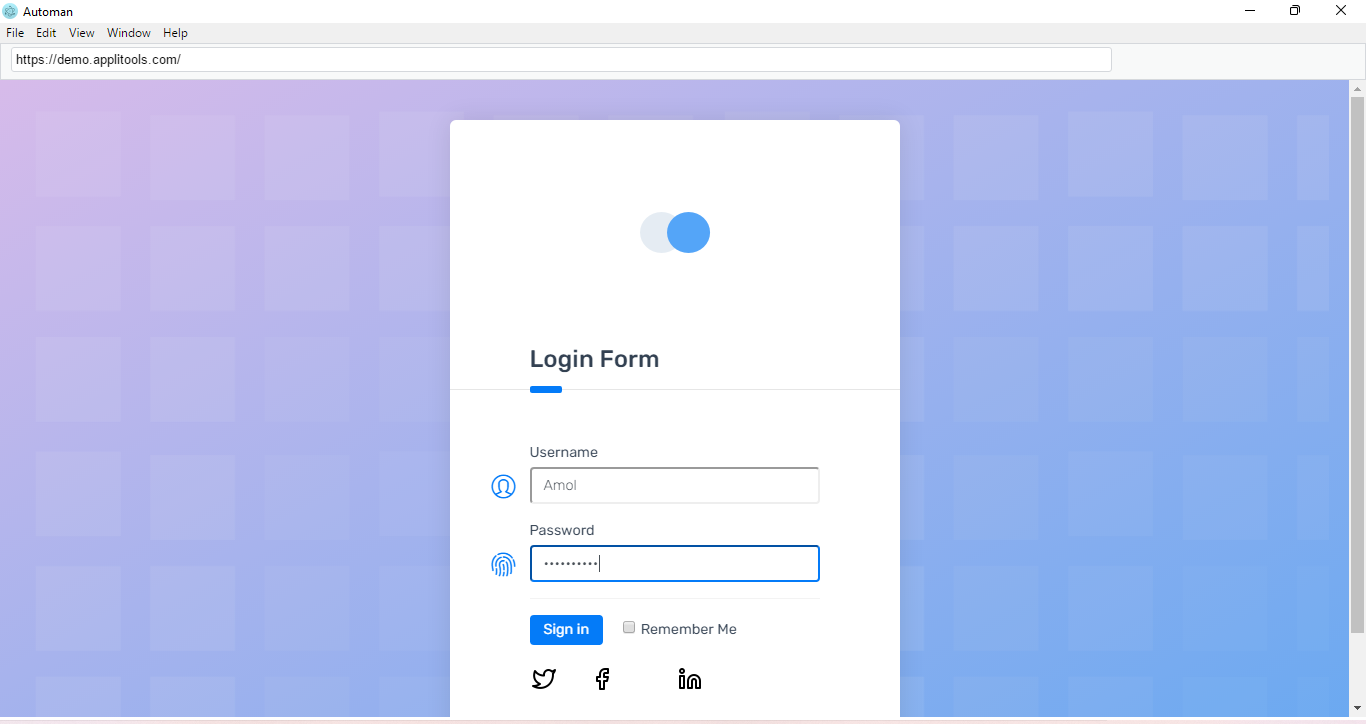 Automan
File Edit View Window Help
https://demo.applitools.com/
Login Form
Username
Amol
Password
••••••••••
Sign in Remember Me